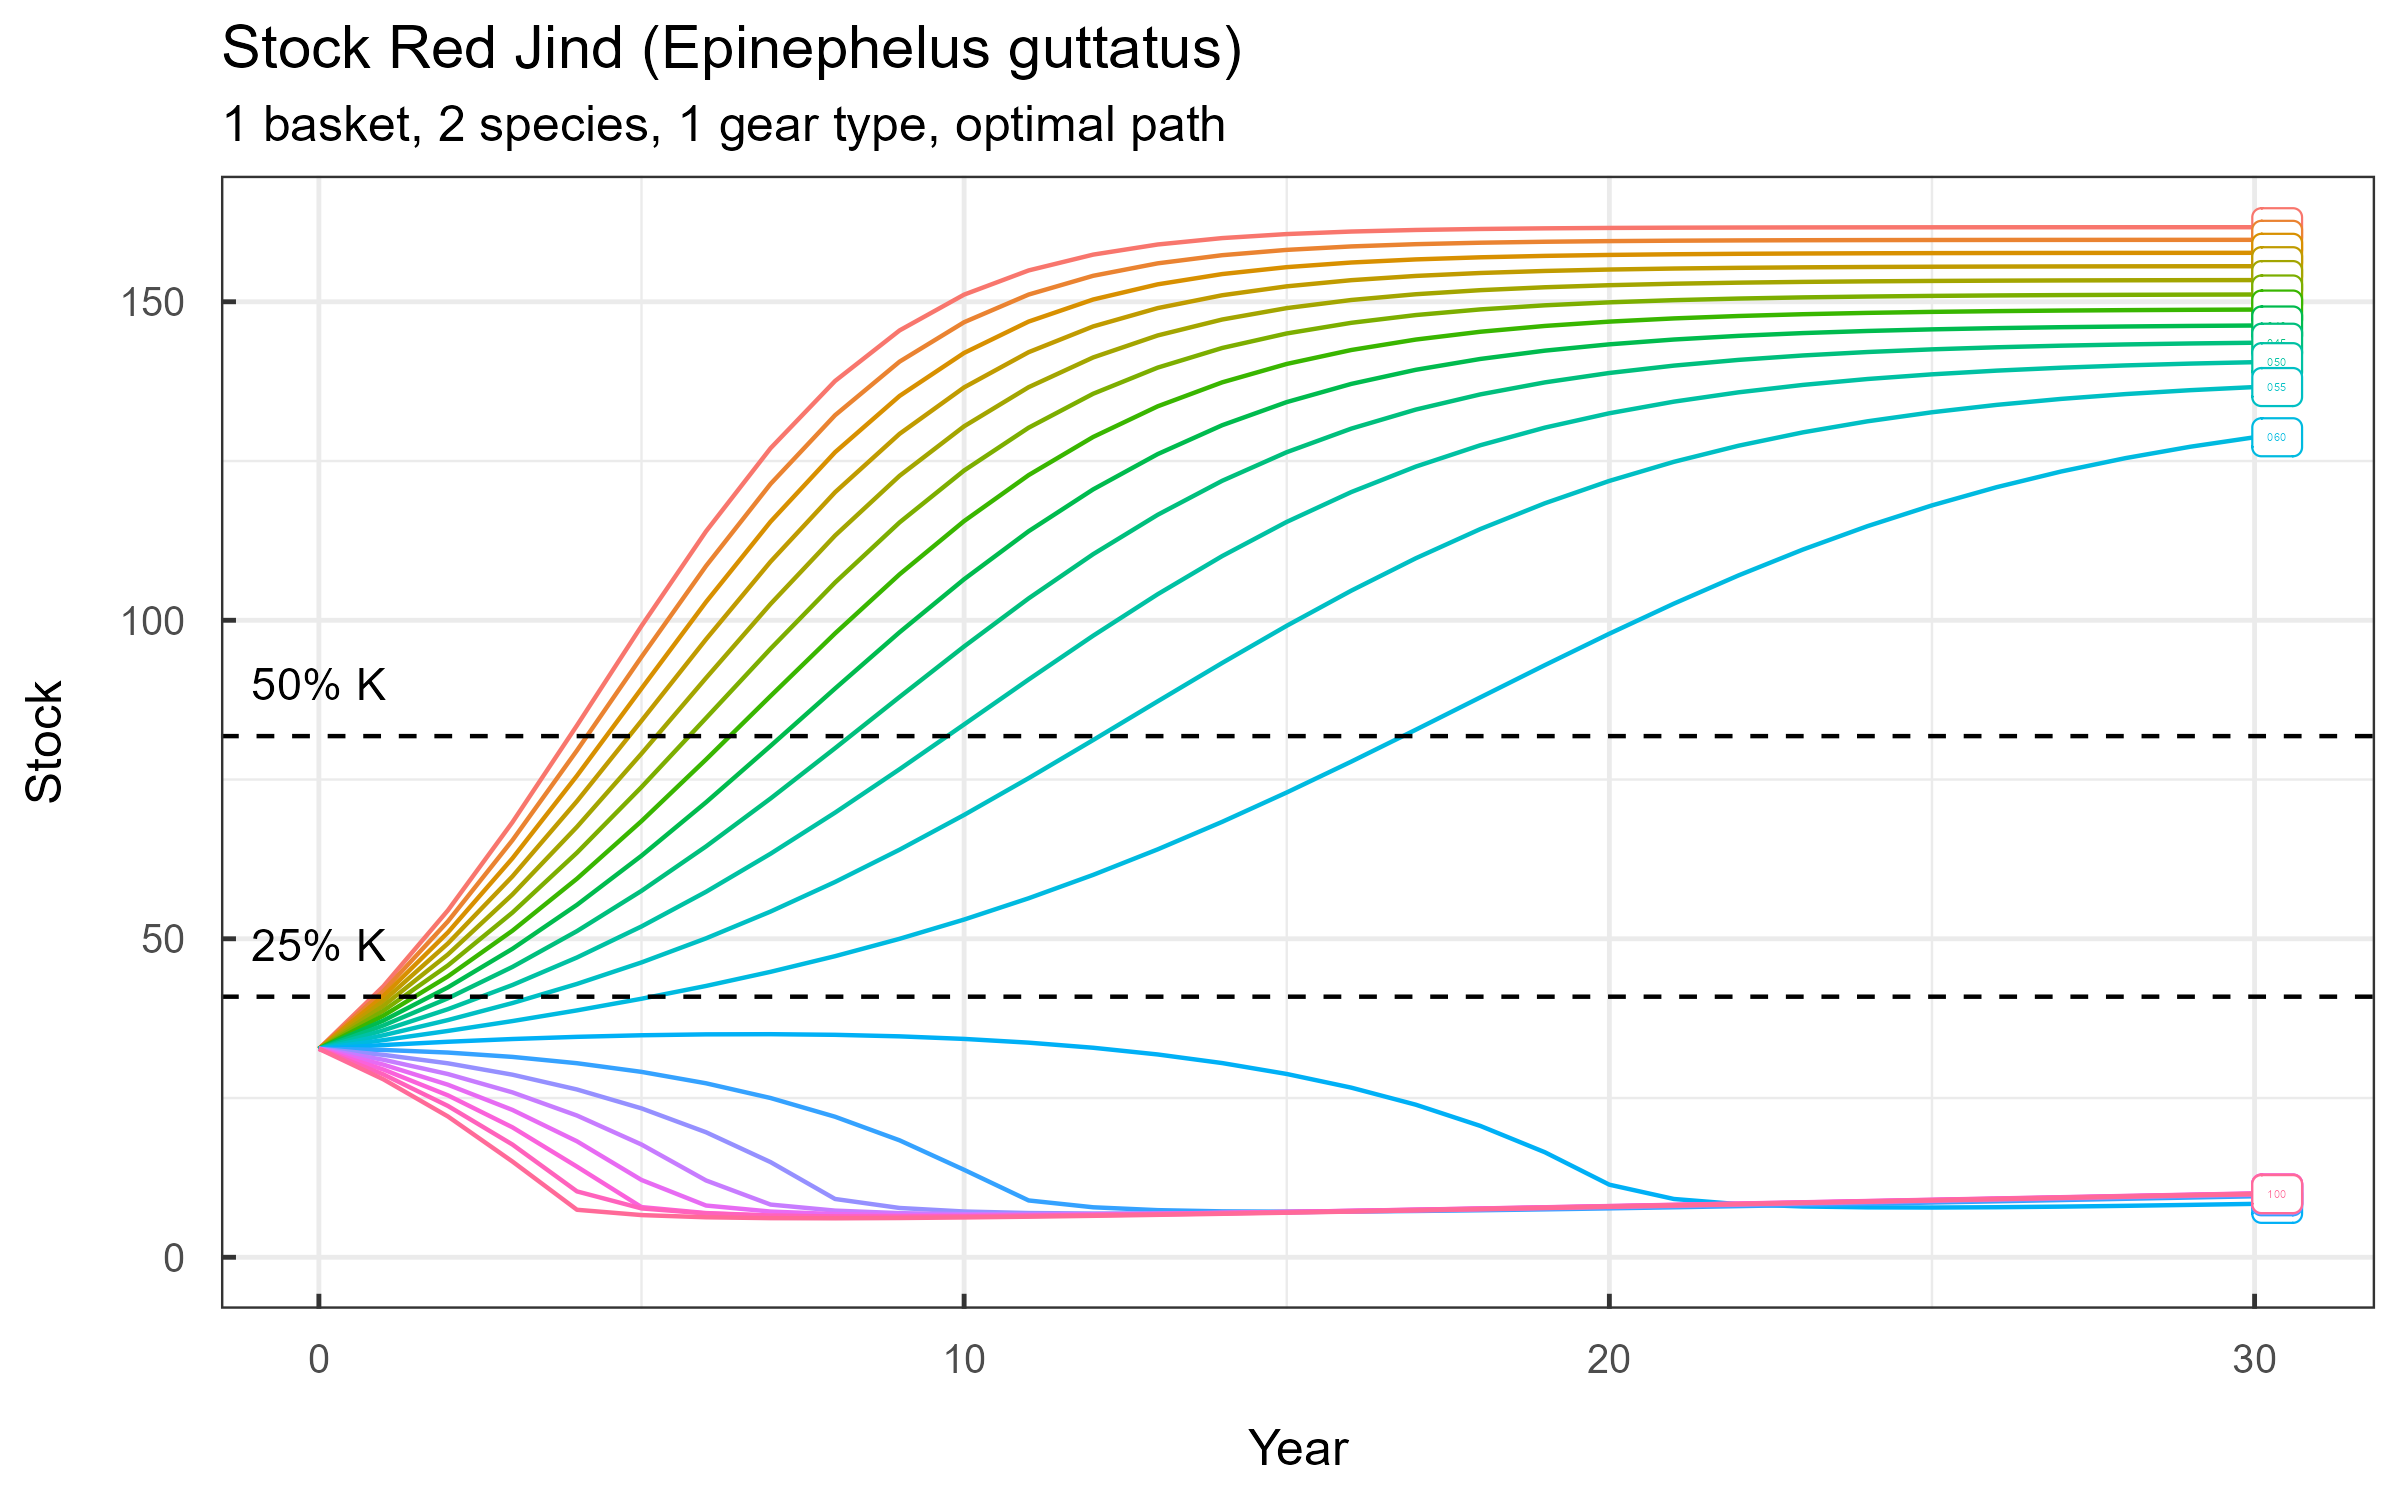 Stock Red Jind (Epinephelus guttatus)
1 basket, 2 species, 1 gear type, optimal path
150
100
50
0
50% K
25% K
Stock
050
055
060
100
0
10
20
30
Year